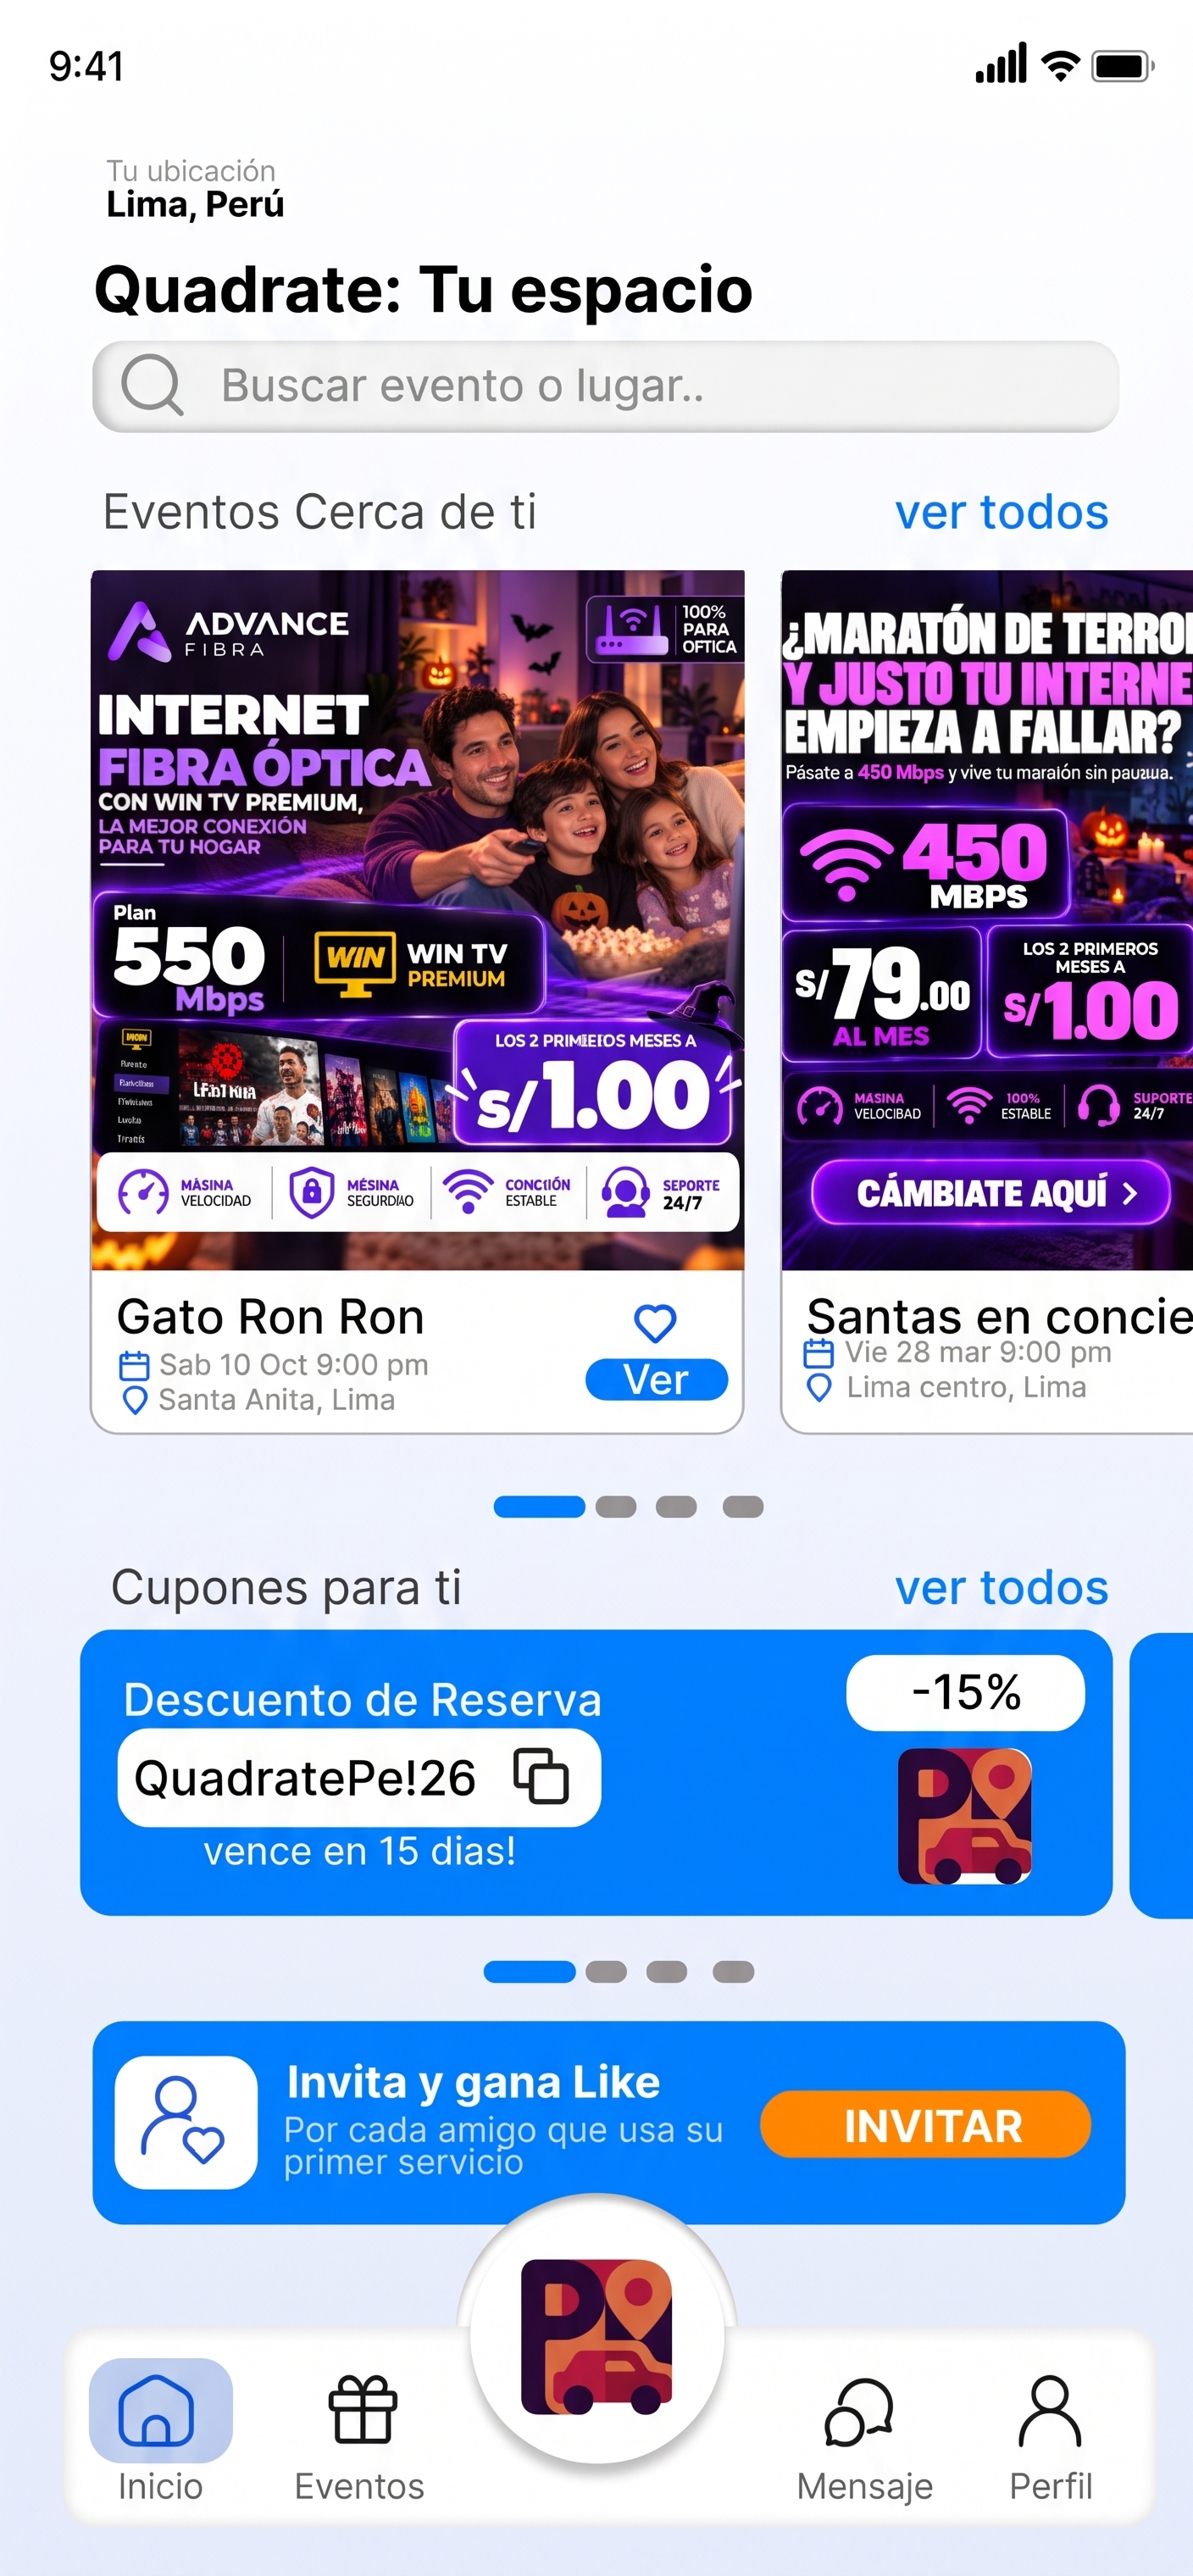 9:41
Tu ubicación
Lima, Perú
Quadrate: Tu espacio
Buscar evento o lugar..
Eventos Cerca de ti
ver todos
ADVANCE
FIBRA
100%
PARA
OFTICA
INTERNET
FIBRA ÓPTICA
CON WIN TV PREMIUM,
LA MEJOR CONEXIÓN
PARA TU HOGAR
Plan
550
Mbps
WIN
WIN TV
PREMIUM
LOS 2 PRIMEIEIOS MESES A
S/1.00
MÀSINA
VELOCIDAD
MÉSINA
SEGURDIAO
CONCIIÓN
ESTABLE
SEPORTE
24/7
Gato Ron Ron
Sab 10 Oct 9:00 pm
Santa Anita, Lima
Ver
¿MARATÓN DE TERROR
Y JUSTO TU INTERNE
EMPIEZA A FALLAR?
Pásate a 450 Mbps y vive tu maraión sin
450
MBPS
S/79.00
AL MES
LOS 2 PRIMEROS
MESES A
S/1.00
MASINA
VELOCIBAD
100%
ESTABLE
SUPORTE
24/7
CÁMBIATE AQUÍ
Santas en concie
Vie 28 mar 9:00 pm
Lima centro, Lima
Cupones para ti
ver todos
Descuento de Reserva
-15%
QuadratePe!26
vence en 15 dias!
Invita y gana Like
Por cada amigo que usa su
primer servicio
INVITAR
Inicio
Eventos
Mensaje
Perfil